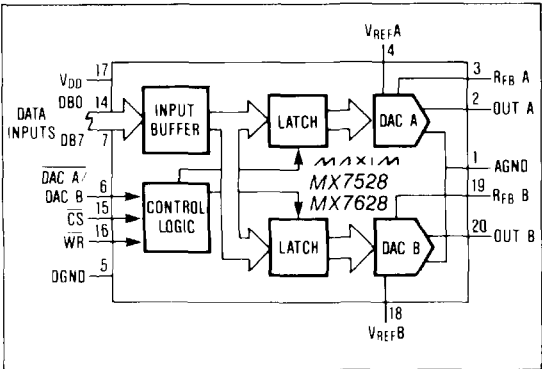 VREFA
4
17
VDD
3
RFB A
DB0
14
2
OUT A
DATA
INPUTS
INPUT
BUFFER
LATCH
DAC A
DB7
7
MAXIM
1
AGND
DAC A/
DAC B
6
MX7528
19
RFB B
CS
15
CONTROL
LOGIC
MX7628
WR
16
20
OUT B
LATCH
DAC B
DGND
5
18
VREFB